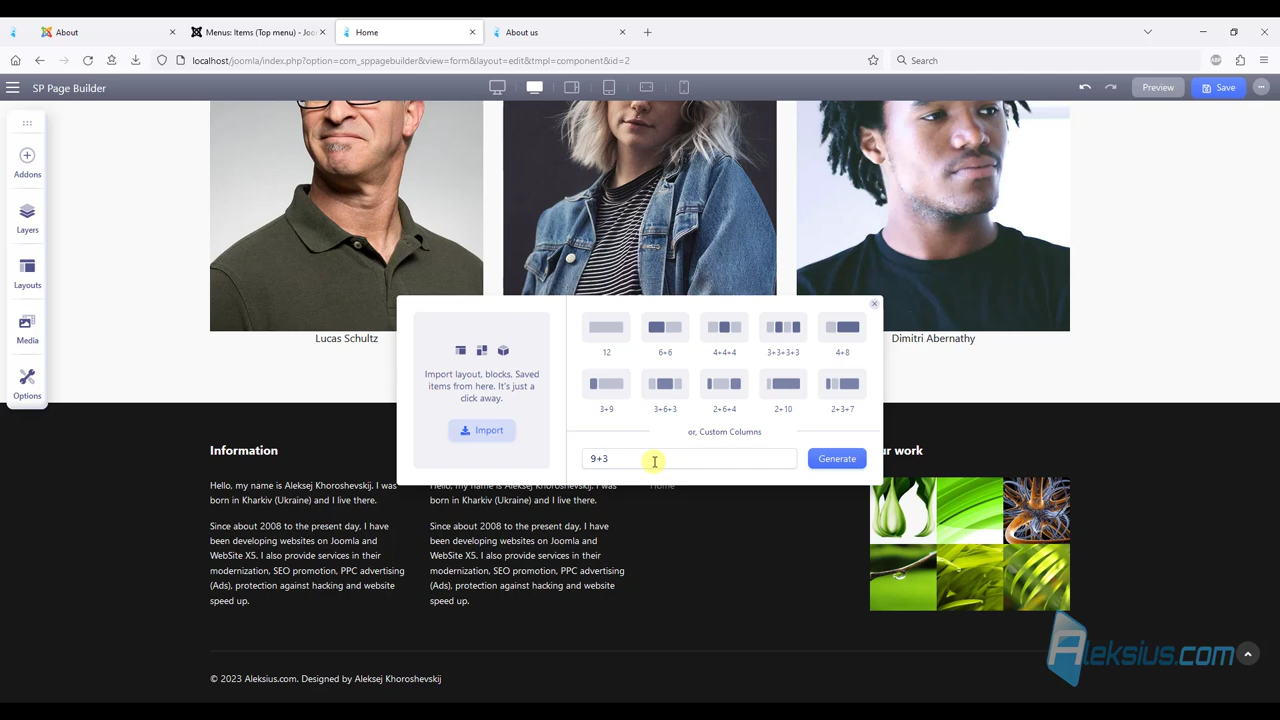 About
Menus: Items (Top menu) - Joo
Home
About us
localhost/joomla/index.php?option=com_sppagebuilder&view=form&layout=edit&tmpl=component&id=2
Search
SP Page Builder
Preview
Save
Addons
Layers
Layouts
Media
Options
Lucas Schultz
Dimitri Abernathy
Import layout, blocks, Saved
items from here. It's just a
click away.
Import
12
6+6
4+4+4
3+3+3+3
4+8
3+9
3+6+3
2+6+4
2+10
2+3+7
or, Custom Columns
9+3
Generate
Information
ur work
Hello, my name is Aleksej Khoroshevskij. I was
born in Kharkiv (Ukraine) and I live there.
Since about 2008 to the present day, I have
been developing websites on Joomla and
WebSite X5. I also provide services in their
modernization, SEO promotion, PPC advertising
(Ads), protection against hacking and website
speed up.
Hello, my name is Aleksej Khoroshevskij. I was
born in Kharkiv (Ukraine) and I live there.
Since about 2008 to the present day, I have
been developing websites on Joomla and
WebSite X5. I also provide services in their
modernization, SEO promotion, PPC advertising
(Ads), protection against hacking and website
speed up.
Home
Aleksius.com
© 2023 Aleksius.com. Designed by Aleksej Khoroshevskij